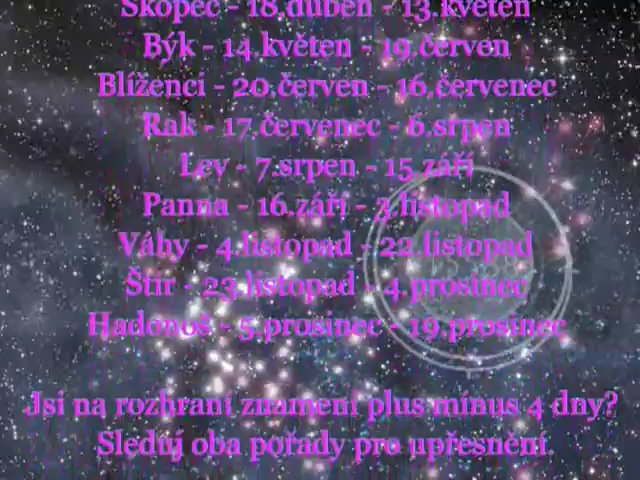 Skopec - 18.duben - 13.květen
Býk - 14.květen - 19.červen
Blíženci - 20.červen - 16.červenec
Rak - 17.červenec - 6.srpen
Lev - 7.srpen - 15.září
Panna - 16.září - 3.listopad
Váhy - 4.listopad - 22.listopad
Štír - 23.listopad - 4.prosinec
Hadonoš - 5.prosinec - 19.prosinec
Jsi na rozhraní znamení plus mínus 4 dny?
Sleduj oba pořady pro upřesnění.